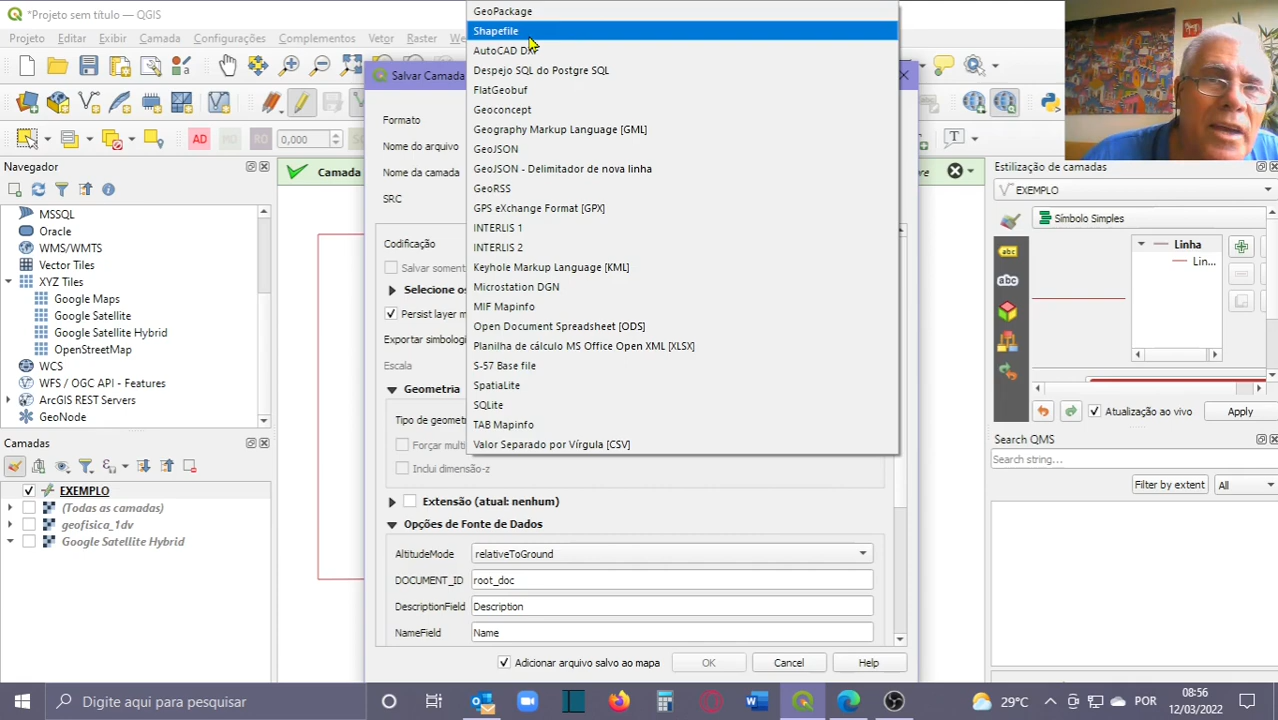 *Projeto sem título — QGIS
Projeto Editar Exibir Camada Configurações Complementos Vetor Raster
GeoPackage
Shapefile
AutoCAD DXF
Despejo SQL do Postgre SQL
FlatGeobuf
Geoconcept
Geography Markup Language [GML]
GeoJSON
GeoJSON - Delimitador de nova linha
GeoRSS
GPS eXchange Format [GPX]
INTERLIS 1
INTERLIS 2
Keyhole Markup Language [KML]
Microstation DGN
MIF Mapinfo
Open Document Spreadsheet [ODS]
Planilha de cálculo MS Office Open XML [XLSX]
S-57 Base file
SpatiaLite
SQLite
TAB Mapinfo
Valor Separado por Vírgula [CSV]
Salvar Camada
Formato
Nome do arquivo
Nome da camada
SRC
Codificação
Salvar soment
Selecione os
Persist layer m
Exportar simbologi
Escala
Geometria
Tipo de geomet
Forçar multi
Inclui dimensão-z
Extensão (atual: nenhum)
Opções de Fonte de Dados
AltitudeMode relativeToGround
DOCUMENT_ID root_doc
DescriptionField Description
NameField Name
Adicionar arquivo salvo ao mapa OK Cancel Help
0,000
Camada
Navegador
MSSQL
Oracle
WMS/WMTS
Vector Tiles
XYZ Tiles
Google Maps
Google Satellite
Google Satellite Hybrid
OpenStreetMap
WCS
WFS / OGC API - Features
ArcGIS REST Servers
GeoNode
Camadas
EXEMPLO
(Todas as camadas)
geofisica_1dv
Google Satellite Hybrid
Estilização de camadas
EXEMPLO
Símbolo Simples
Linha
Lin...
abc
abc
Atualização ao vivo Apply
Search QMS
Search string...
Filter by extent All
Digite aqui para pesquisar
29°C
POR
08:56
12/03/2022